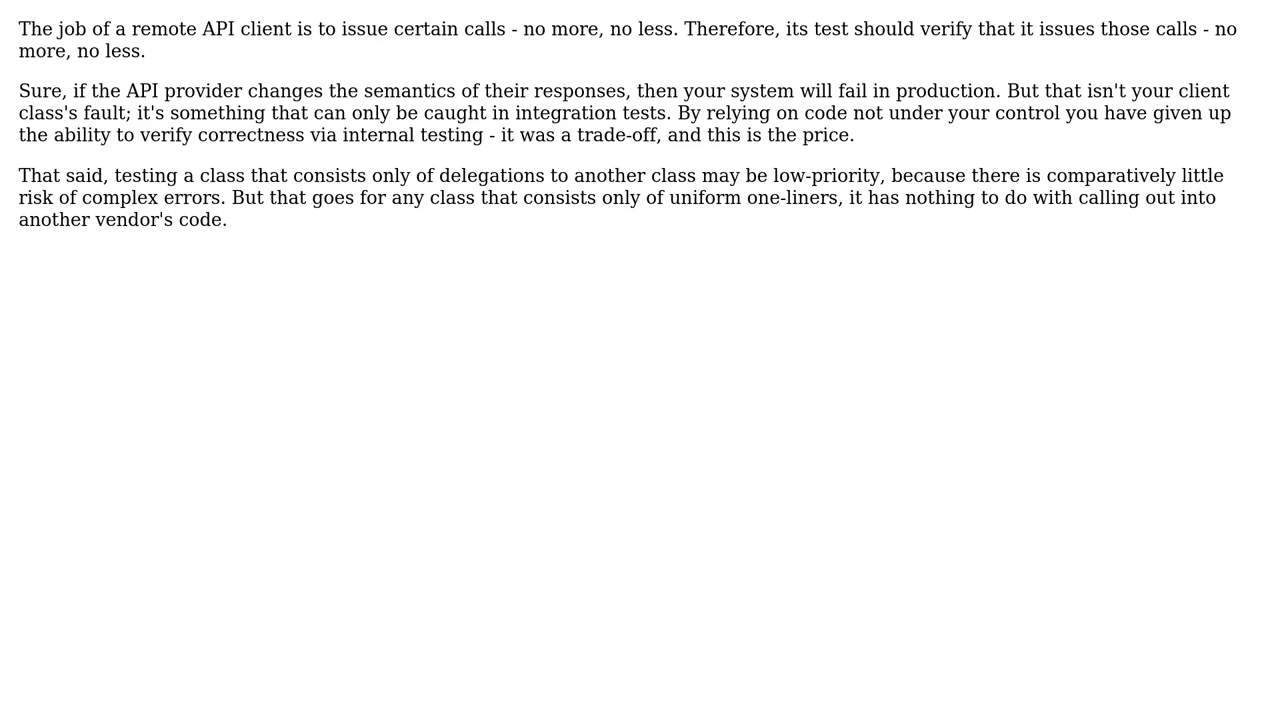 The job of a remote API client is to issue certain calls - no more, no less. Therefore, its test should verify that it issues those calls - no
more, no less.
Sure, if the API provider changes the semantics of their responses, then your system will fail in production. But that isn't your client
class's fault; it's something that can only be caught in integration tests. By relying on code not under your control you have given up
the ability to verify correctness via internal testing - it was a trade-off, and this is the price.
That said, testing a class that consists only of delegations to another class may be low-priority, because there is comparatively little
risk of complex errors. But that goes for any class that consists only of uniform one-liners, it has nothing to do with calling out into
another vendor's code.